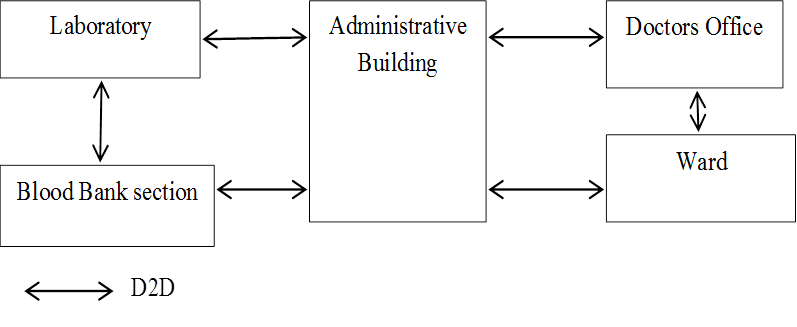 Laboratory
Administrative
Building
Doctors Office
Blood Bank section
Ward
D2D